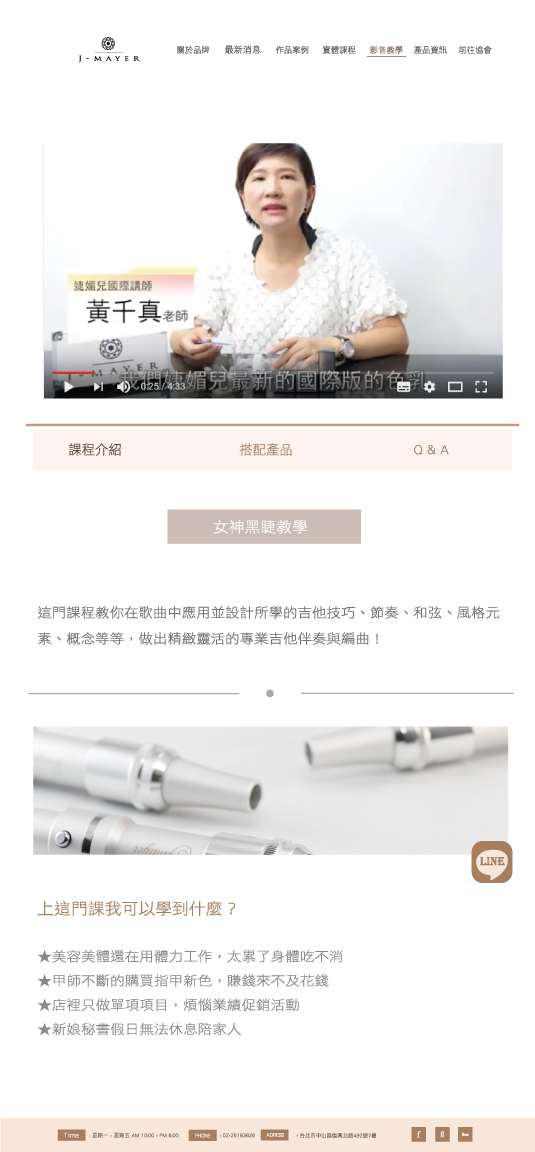 J-MAYER
關於品牌 最新消息 作品案例 實體課程 影音教學 產品資訊 前往協會
婕媚兒國際講師
黃千真老師
J-MAYER
我們婕媚兒最新的國際版的色乳
0:25 / 4:33
課程介紹 搭配產品 Q & A
女神黑睫教學
這門課程教你在歌曲中應用並設計所學的吉他技巧、節奏、和弦、風格元
素、概念等等，做出精緻靈活的專業吉他伴奏與編曲！
LINE
上這門課我可以學到什麼？
★美容美體還在用體力工作，太累了身體吃不消
★甲師不斷的購買指甲新色，賺錢來不及花錢
★店裡只做單項項目，煩惱業績促銷活動
★新娘秘書假日無法休息陪家人
Time : 星期一 - 星期五 AM 10:00 - PM 6:00 PHONE : 02-25163626 ADRESS : 台北市中山區復興北路492號7樓 f g